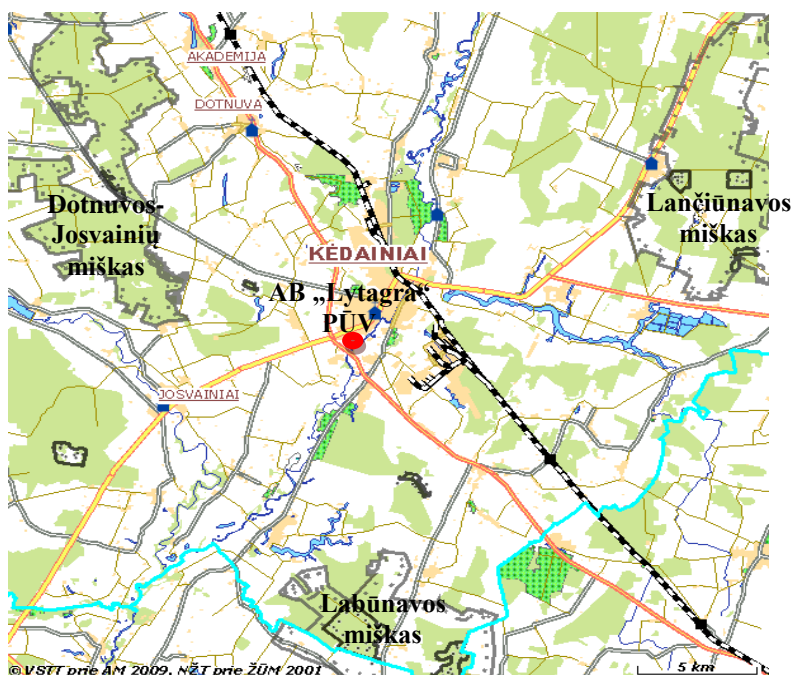 AKADEMIJA
DOTNUVA
Dotnuvos-
Josvainių
miškas
Lančiūnavos
miškas
KĖDAINIAI
AB „Lytagra“
PŪV
JOSVAINIAI
Labūnavos
miškas
© VSTT prie AM 2009, NŽT prie ŽŪM 2001
5 km